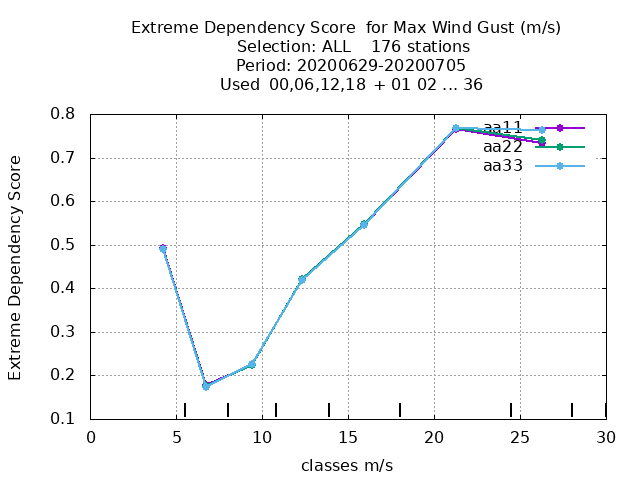 Extreme Dependency Score  for Max Wind Gust (m/s)
Selection: ALL    176 stations
Period: 20200629-20200705
Used  00,06,12,18  + 01 02 ... 36
Extreme Dependency Score
0.8
0.7
0.6
0.5
0.4
0.3
0.2
0.1
aa11
aa22
aa33
0 5 10 15 20 25 30
classes m/s